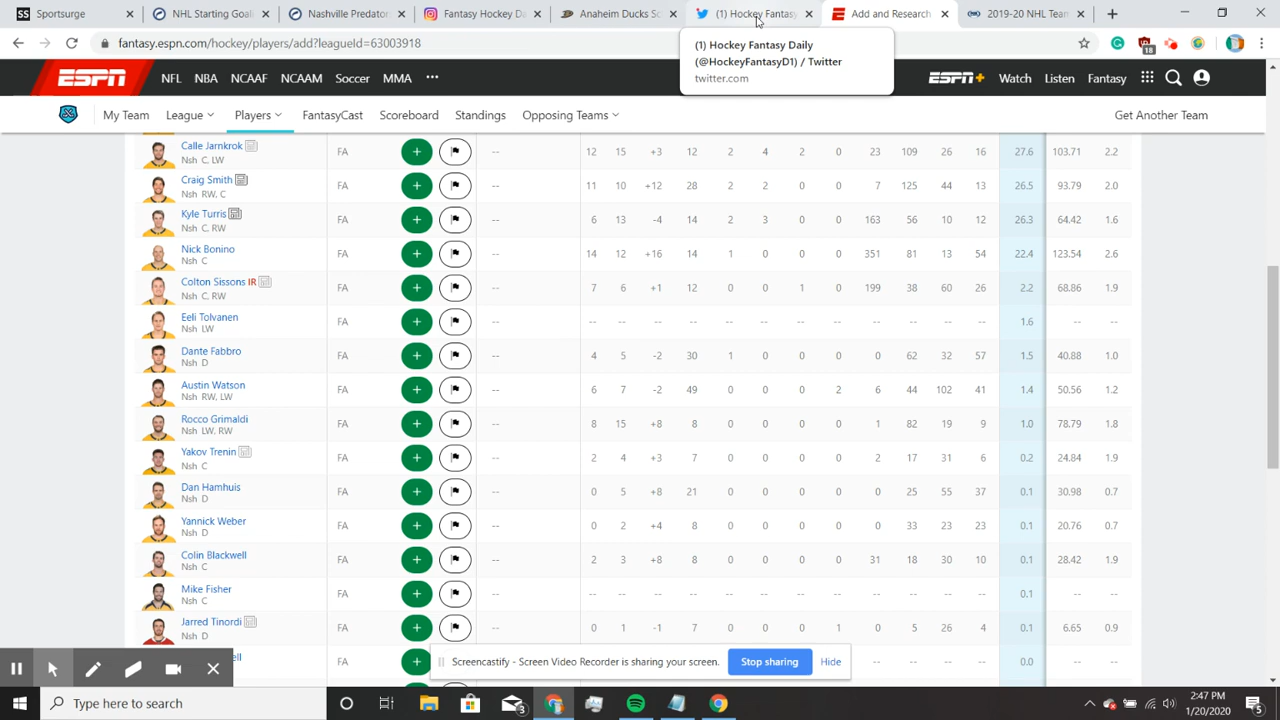 Sportsurge
NHL Starting Goali
Nashville Predator
Fantasy Hockey Da
Anaheim Ducks Sc
(1) Hockey Fantasy
Add and Research
2019-20 NHL Team
fantasy.espn.com/hockey/players/add?leagueId=63003918
18
(1) Hockey Fantasy Daily
(@HockeyFantasyD1) / Twitter
twitter.com
ESPN NFL NBA NCAAF NCAAM Soccer MMA ••• ESPN+ Watch Listen Fantasy
My Team League Players FantasyCast Scoreboard Standings Opposing Teams Get Another Team
Calle Jarnkrok FA -- 12 15 +3 12 2 4 2 0 23 109 26 16 27.6 103.71 2.2
Nsh C, LW
Craig Smith FA -- 11 10 +12 28 2 2 0 0 7 125 44 13 26.5 93.79 2.0
Nsh RW, C
Kyle Turris FA -- 6 13 -4 14 2 3 0 0 163 56 10 12 26.3 64.42 1.6
Nsh C, RW
Nick Bonino FA -- 14 12 +16 14 1 0 0 0 351 81 13 54 22.4 123.54 2.6
Nsh C
Colton Sissons IR FA -- 7 6 +1 12 0 0 1 0 199 38 60 26 2.2 68.86 1.9
Nsh C, RW
Eeli Tolvanen FA -- -- -- -- -- -- -- -- -- -- -- -- -- 1.6 -- --
Nsh LW
Dante Fabbro FA -- 4 5 -2 30 1 0 0 0 0 62 32 57 1.5 40.88 1.0
Nsh D
Austin Watson FA -- 6 7 -2 49 0 0 0 2 6 44 102 41 1.4 50.56 1.2
Nsh RW, LW
Rocco Grimaldi FA -- 8 15 +8 8 0 0 0 0 1 82 19 9 1.0 78.79 1.8
Nsh LW, RW
Yakov Trenin FA -- 2 4 +3 7 0 0 0 0 2 17 31 6 0.2 24.84 1.9
Nsh C
Dan Hamhuis FA -- 0 5 +8 21 0 0 0 0 0 25 55 37 0.1 30.98 0.7
Nsh D
Yannick Weber FA -- 0 2 +4 8 0 0 0 0 0 33 23 23 0.1 20.76 0.7
Nsh D
Colin Blackwell FA -- 2 3 +8 8 0 0 0 0 31 18 30 10 0.1 28.42 1.9
Nsh C
Mike Fisher FA -- -- -- -- -- -- -- -- -- -- -- -- -- 0.1 -- --
Nsh C
Jarred Tinordi FA -- 0 1 -1 7 0 0 0 1 0 5 26 4 0.1 6.65 0.9
Nsh D
FA -- -- -- -- 0.0 -- --
Screencastify - Screen Video Recorder is sharing your screen. Stop sharing Hide
Type here to search
3
2:47 PM
1/20/2020
5